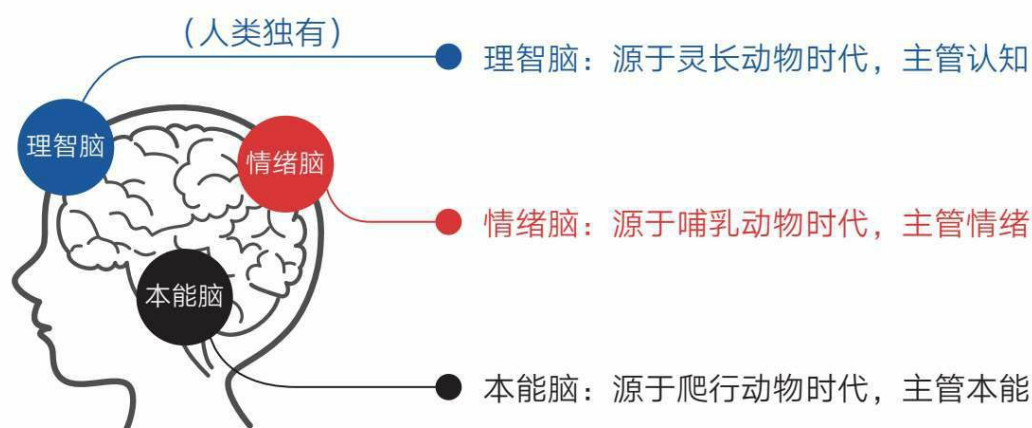 （人类独有）
理智脑：源于灵长动物时代，主管认知
理智脑
情绪脑
情绪脑：源于哺乳动物时代，主管情绪
本能脑
本能脑：源于爬行动物时代，主管本能